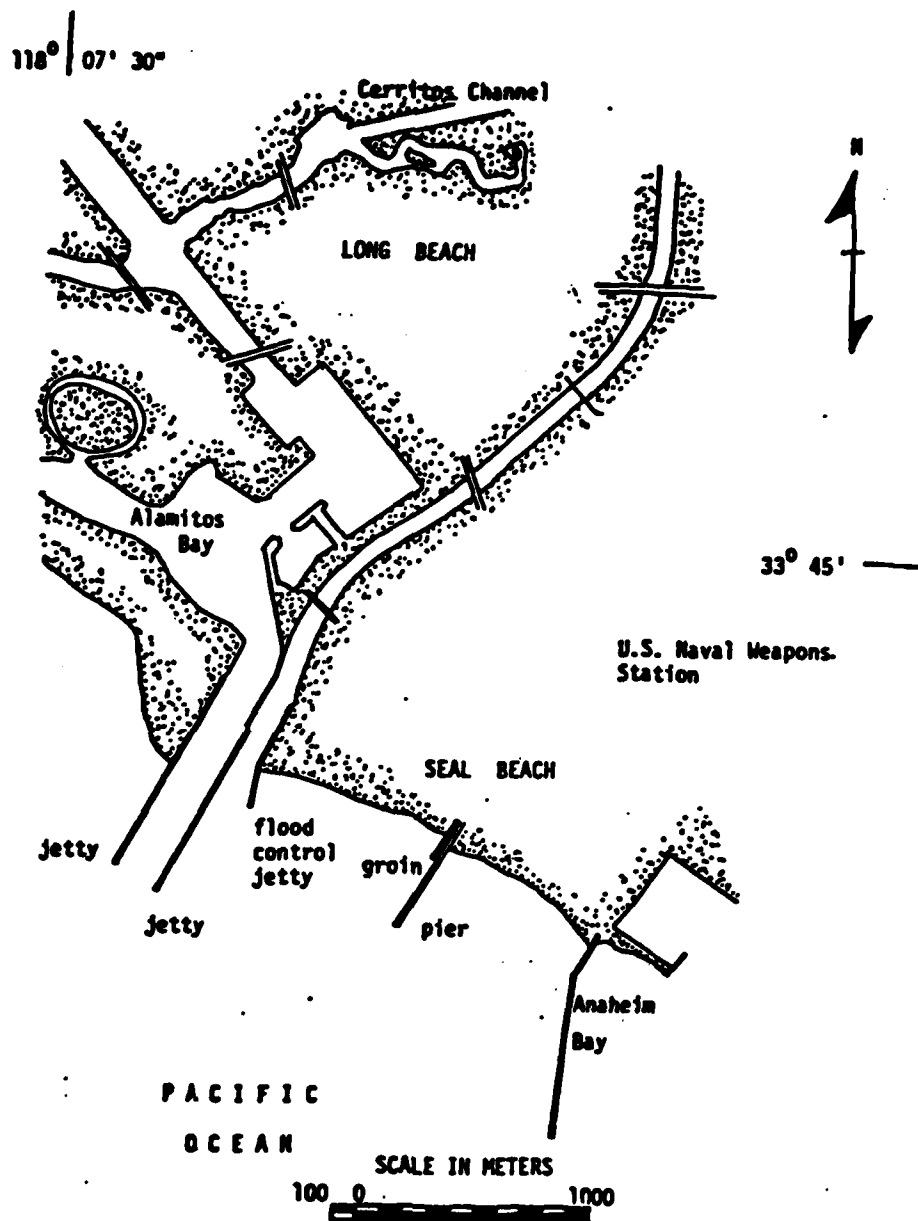 118° 07' 30"
Cerritos Channel
N
LONG BEACH
Alamitos
Bay
33° 45'
U.S. Naval Weapons
Station
SEAL BEACH
flood
control
jetty
jetty
groin
jetty
pier
Anaheim
Bay
PACIFIC
OCEAN
SCALE IN METERS
100 0 1000